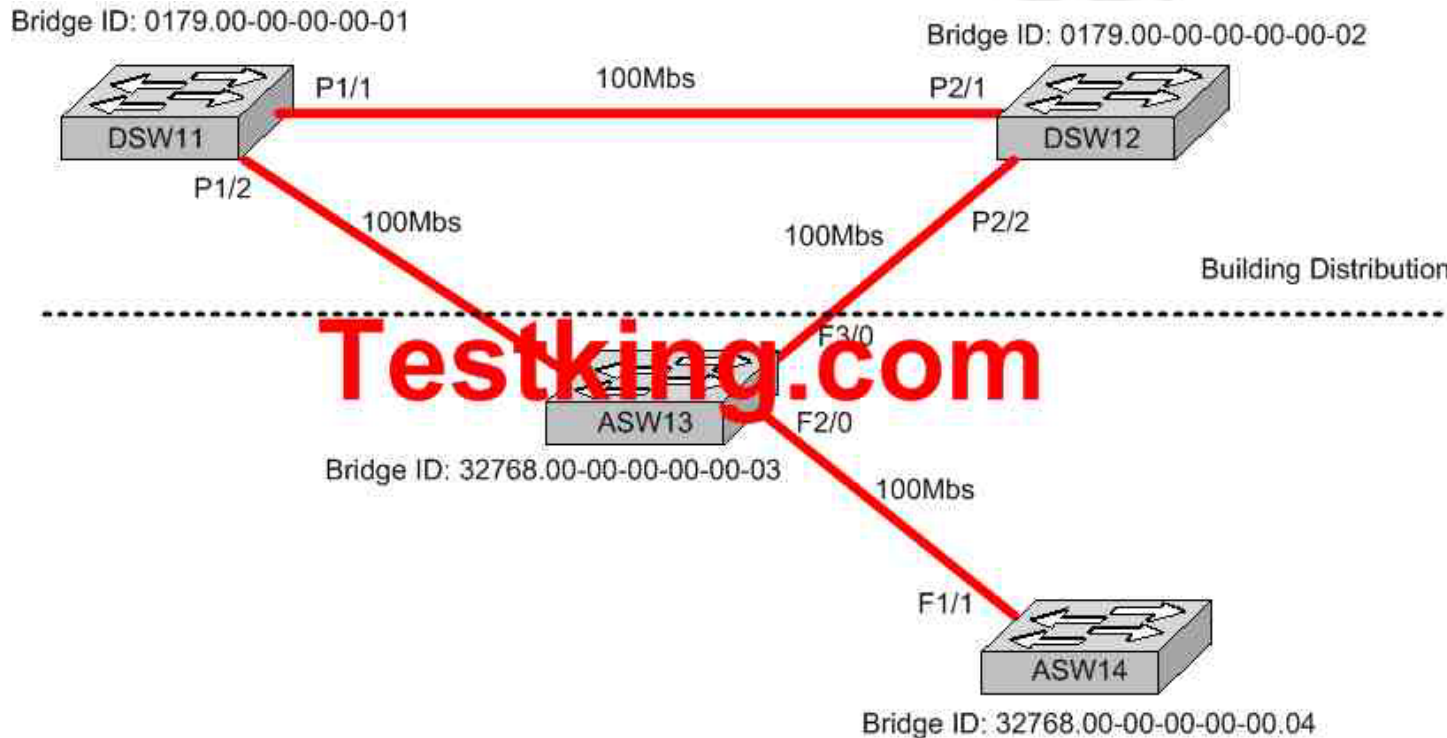 Bridge ID: 0179.00-00-00-00-01
Bridge ID: 0179.00-00-00-00-00-02
P1/1
100Mbs
P2/1
DSW11
DSW12
P1/2
100Mbs
100Mbs
P2/2
Building Distribution
Testking.com
F3/0
ASW13
F2/0
Bridge ID: 32768.00-00-00-00-00-03
100Mbs
F1/1
ASW14
Bridge ID: 32768.00-00-00-00-00.04